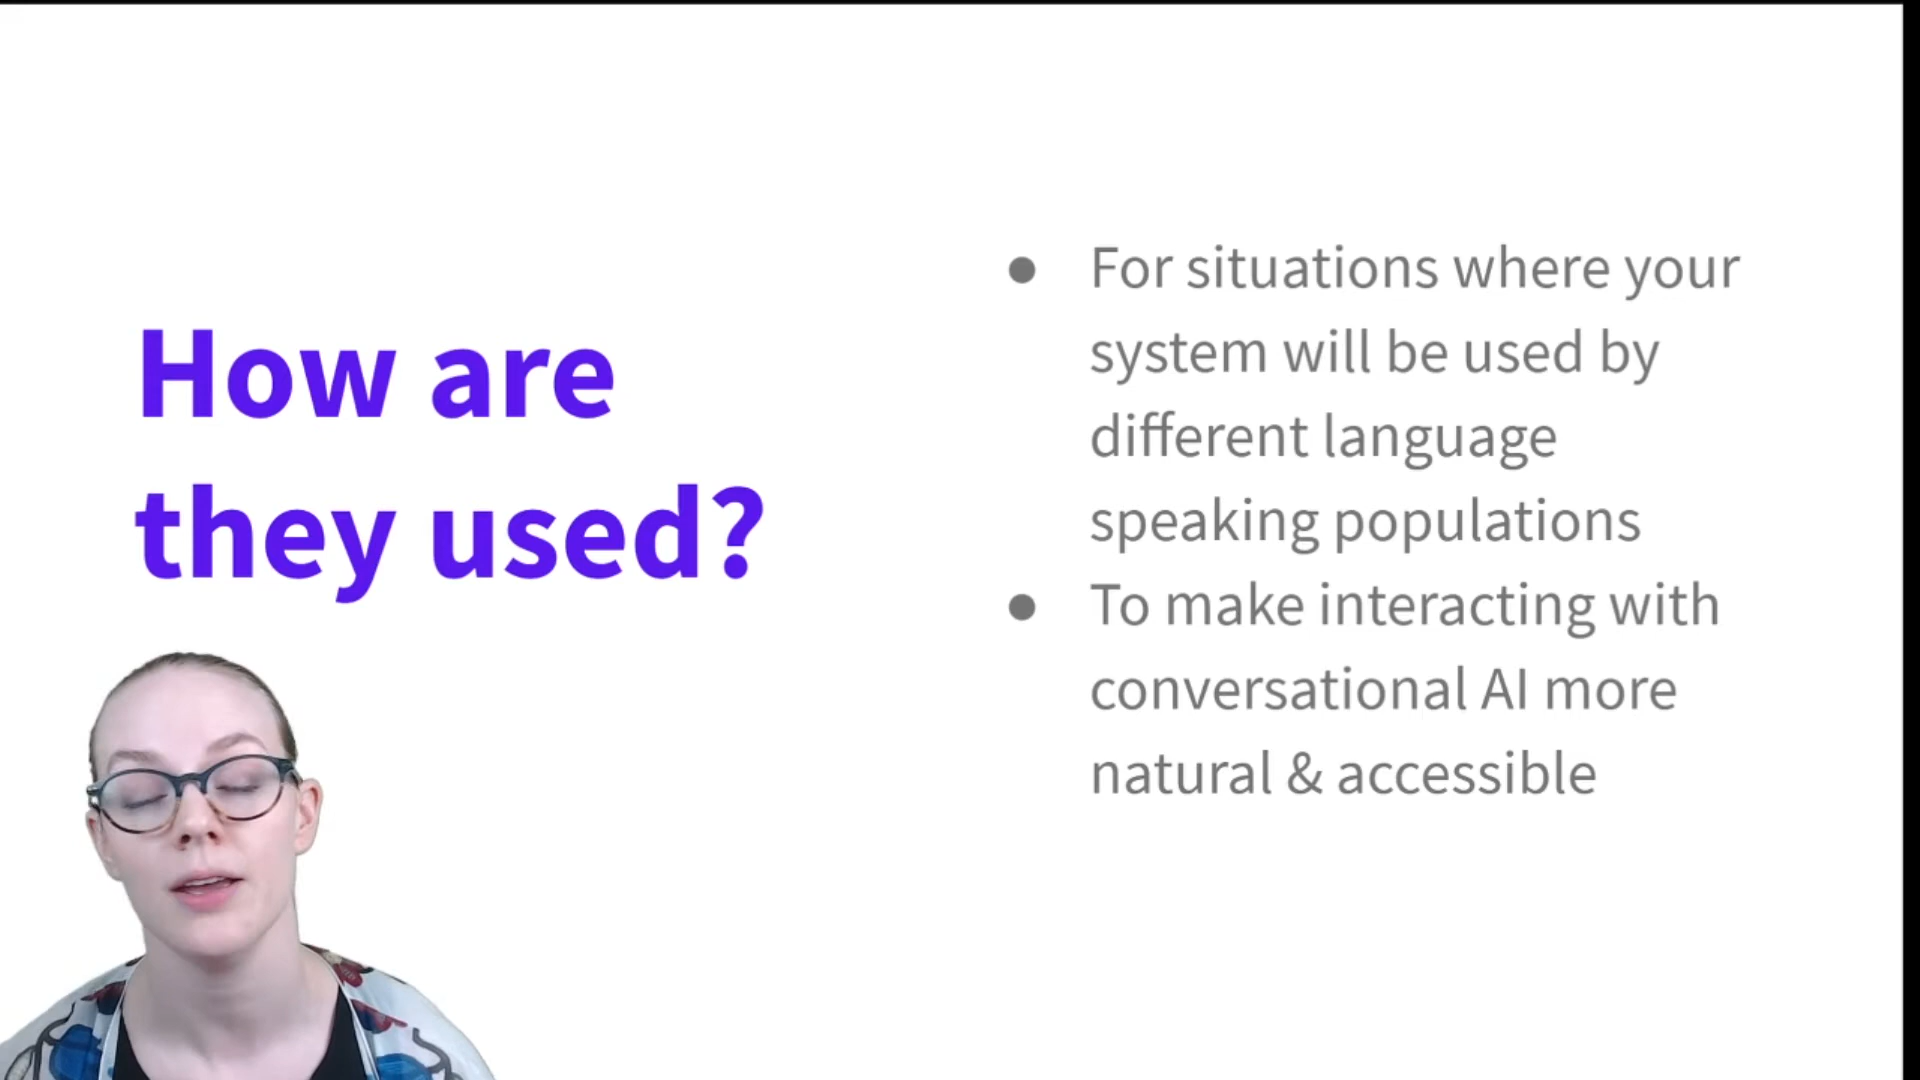 How are
they used?
● For situations where your
system will be used by
different language
speaking populations
● To make interacting with
conversational AI more
natural & accessible